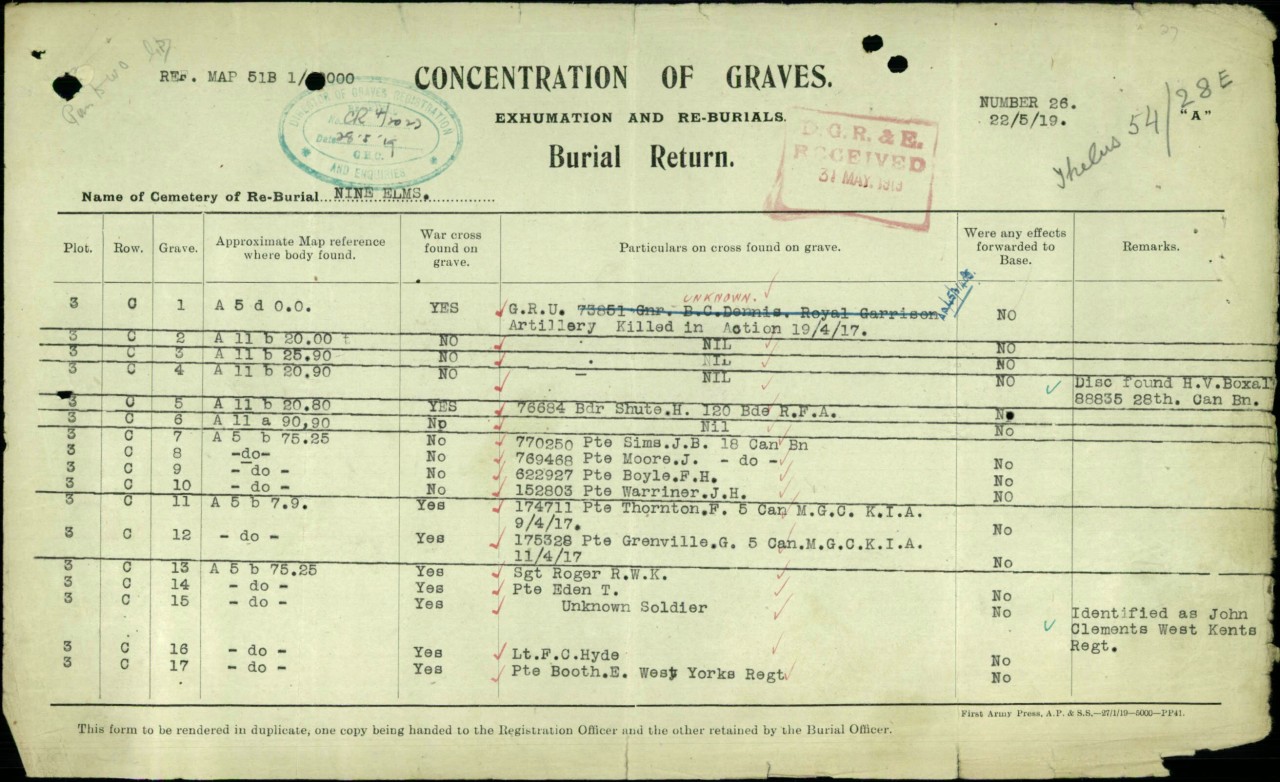 REF. MAP 51B 1/ 000
CONCENTRATION OF GRAVES.
EXHUMATION AND RE-BURIALS.
Burial Return.
NUMBER 26.
22/5/19.
"A"
Thelus 54/28E
GRAVES REGISTRATION
CR 4/2027
Date 28.5.19
AND ENQUIRIES
D.G.R. & E.
RECEIVED
31 MAY. 1919
Name of Cemetery of Re-Burial NINE ELMS.
Plot. Row. Grave. Approximate Map reference where body found. War cross found on grave. Particulars on cross found on grave. Were any effects forwarded to Base. Remarks.
UNKNOWN.
3 C 1 A 5 d 0.0. YES G.R.U. 73851 Gnr. B.C.Dennis. Royal Garrison NO
Artillery Killed in Action 19/4/17.
3 C 2 A 11 b 20.00 NO NIL NO
3 C 3 A 11 b 25.90 NO NIL NO
3 C 4 A 11 b 20.90 NO — NIL NO Disc found H.V.Boxal
88835 28th. Can Bn.
3 C 5 A 11 b 20.80 YES 76684 Bdr Shute.H. 120 Bde R.F.A. No
3 C 6 A 11 a 90,90 No Nil No
3 C 7 A 5 b 75.25 No 770250 Pte Sims.J.B. 18 Can Bn
3 C 8 -do- No 769468 Pte Moore.J. - do - No
3 C 9 - do - No 622927 Pte Boyle.F.H. No
3 C 10 - do - No 152803 Pte Warriner.J.H. NO
3 C 11 A 5 b 7.9. Yes 174711 Pte Thornton.F. 5 Can M.G.C. K.I.A.
9/4/17. No
3 C 12 - do - Yes 175328 Pte Grenville.G. 5 Can.M.G.C.K.I.A.
11/4/17 No
3 C 13 A 5 b 75.25 Yes Sgt Roger R.W.K.
3 C 14 - do - Yes Pte Eden T. No
3 C 15 - do - Yes Unknown Soldier No Identified as John
Clements West Kents
Regt.
3 C 16 - do - Yes Lt.F.C.Hyde No
3 C 17 - do - Yes Pte Booth.E. West Yorks Regt No
First Army Press, A.P. & S.S.—27/1/19—5000—PP41.
This form to be rendered in duplicate, one copy being handed to the Registration Officer and the other retained by the Burial Officer.